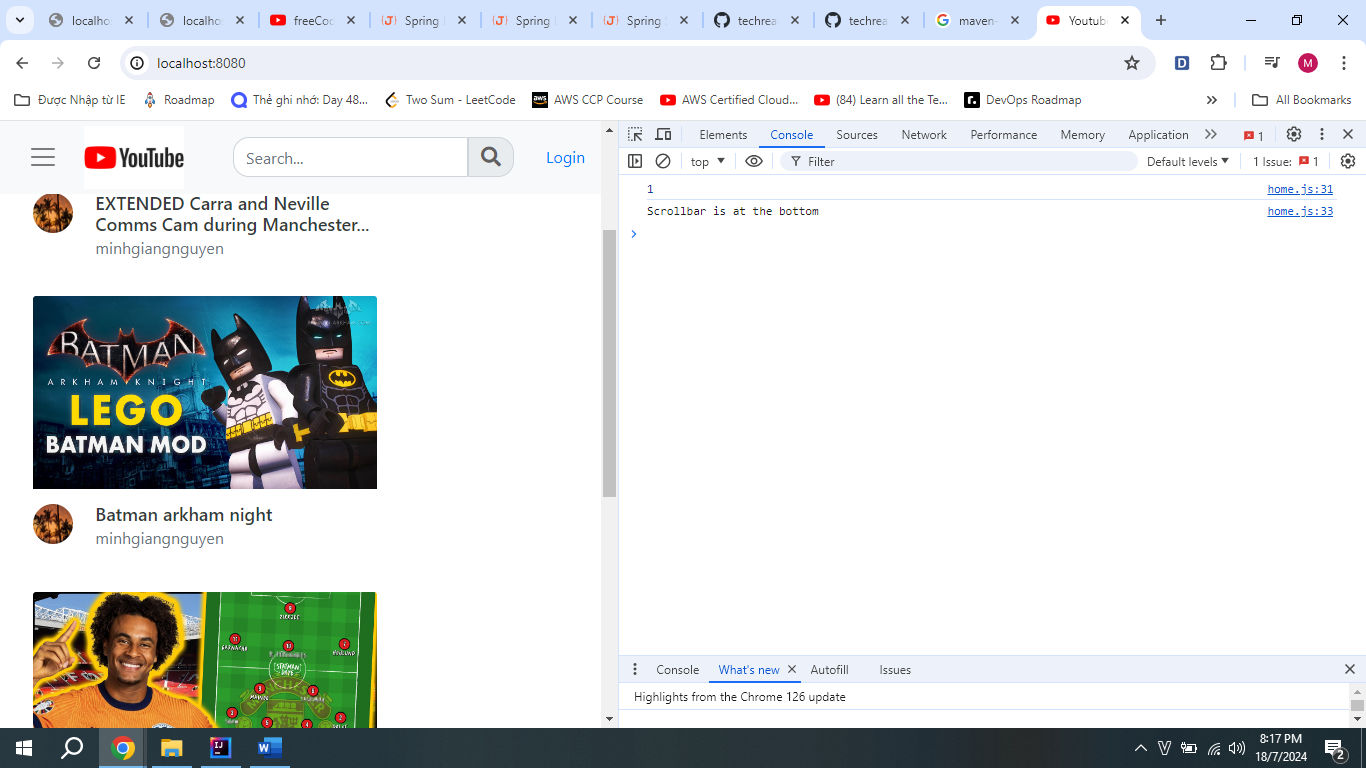 localho
localho
freeCod
Spring
Spring
Spring
techrea
techrea
maven-
Youtube
localhost:8080
Được Nhập từ IE
Roadmap
Thẻ ghi nhớ: Day 48...
Two Sum - LeetCode
AWS CCP Course
AWS Certified Cloud...
(84) Learn all the Te...
DevOps Roadmap
All Bookmarks
YouTube
Search...
Login
EXTENDED Carra and Neville
Comms Cam during Manchester...
minhgiangnguyen
BATMAN
ARKHAM KNIGHT
LEGO
BATMAN MOD
Batman arkham night
minhgiangnguyen
Elements
Console
Sources
Network
Performance
Memory
Application
1
top
Filter
Default levels
1 Issue:
1
1
home.js:31
Scrollbar is at the bottom
home.js:33
Console
What's new
Autofill
Issues
Highlights from the Chrome 126 update
8:17 PM
18/7/2024
2